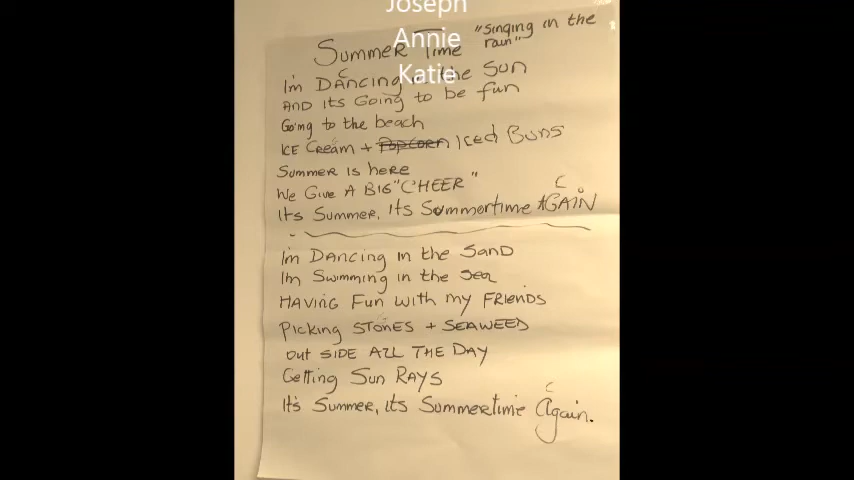 Joseph
Annie
Katie
"Singing in the rain"
Summer Time
C
I'm Dancing the Sun
AND its Going to be fun
Going to the beach
ICE Cream + Popcorn Iced Buns
Summer is here
We Give A BIG "CHEER"
C
Its Summer, Its Summertime AGAIN
I'm Dancing in the Sand
Im Swimming in the Sea
HAVING Fun with my FRIENDS
Picking STONES + SEAWEED
Out SIDE ALL THE DAY
Getting Sun RAYS
C
It's Summer, its Summertime Again.